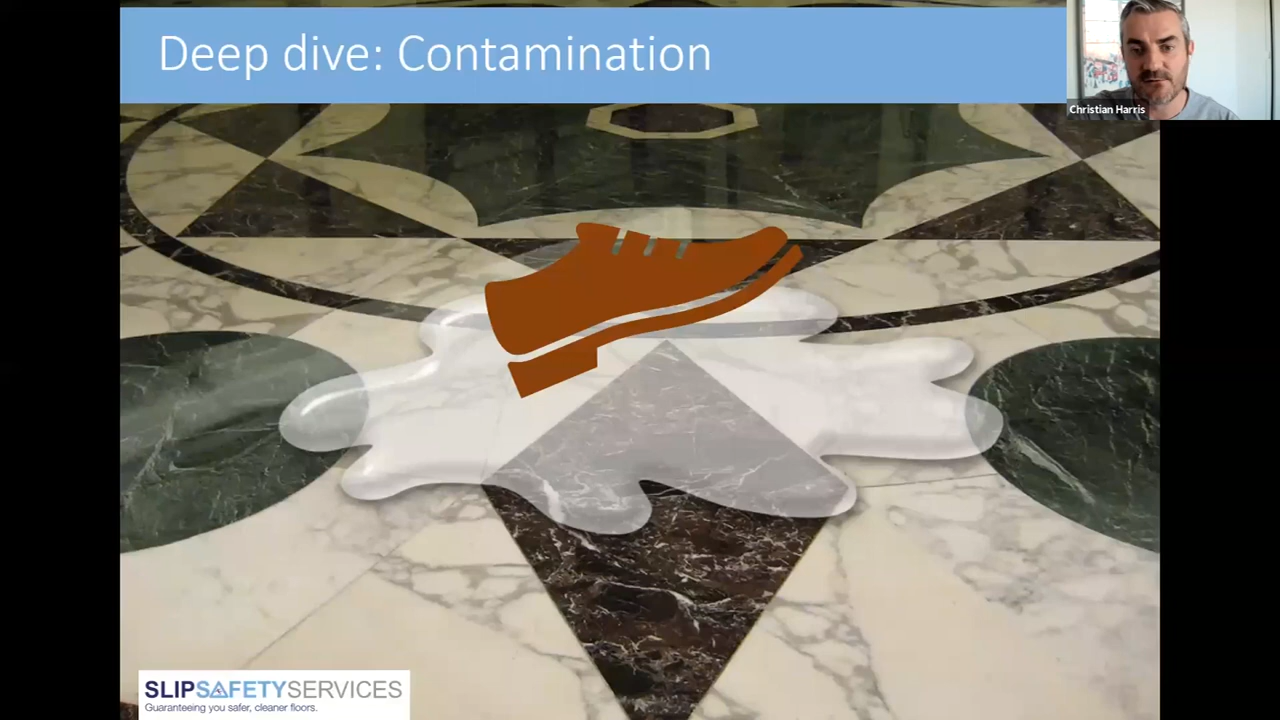 Deep dive: Contamination
Christian Harris
SLIPSAFETYSERVICES
Guaranteeing you safer, cleaner floors.